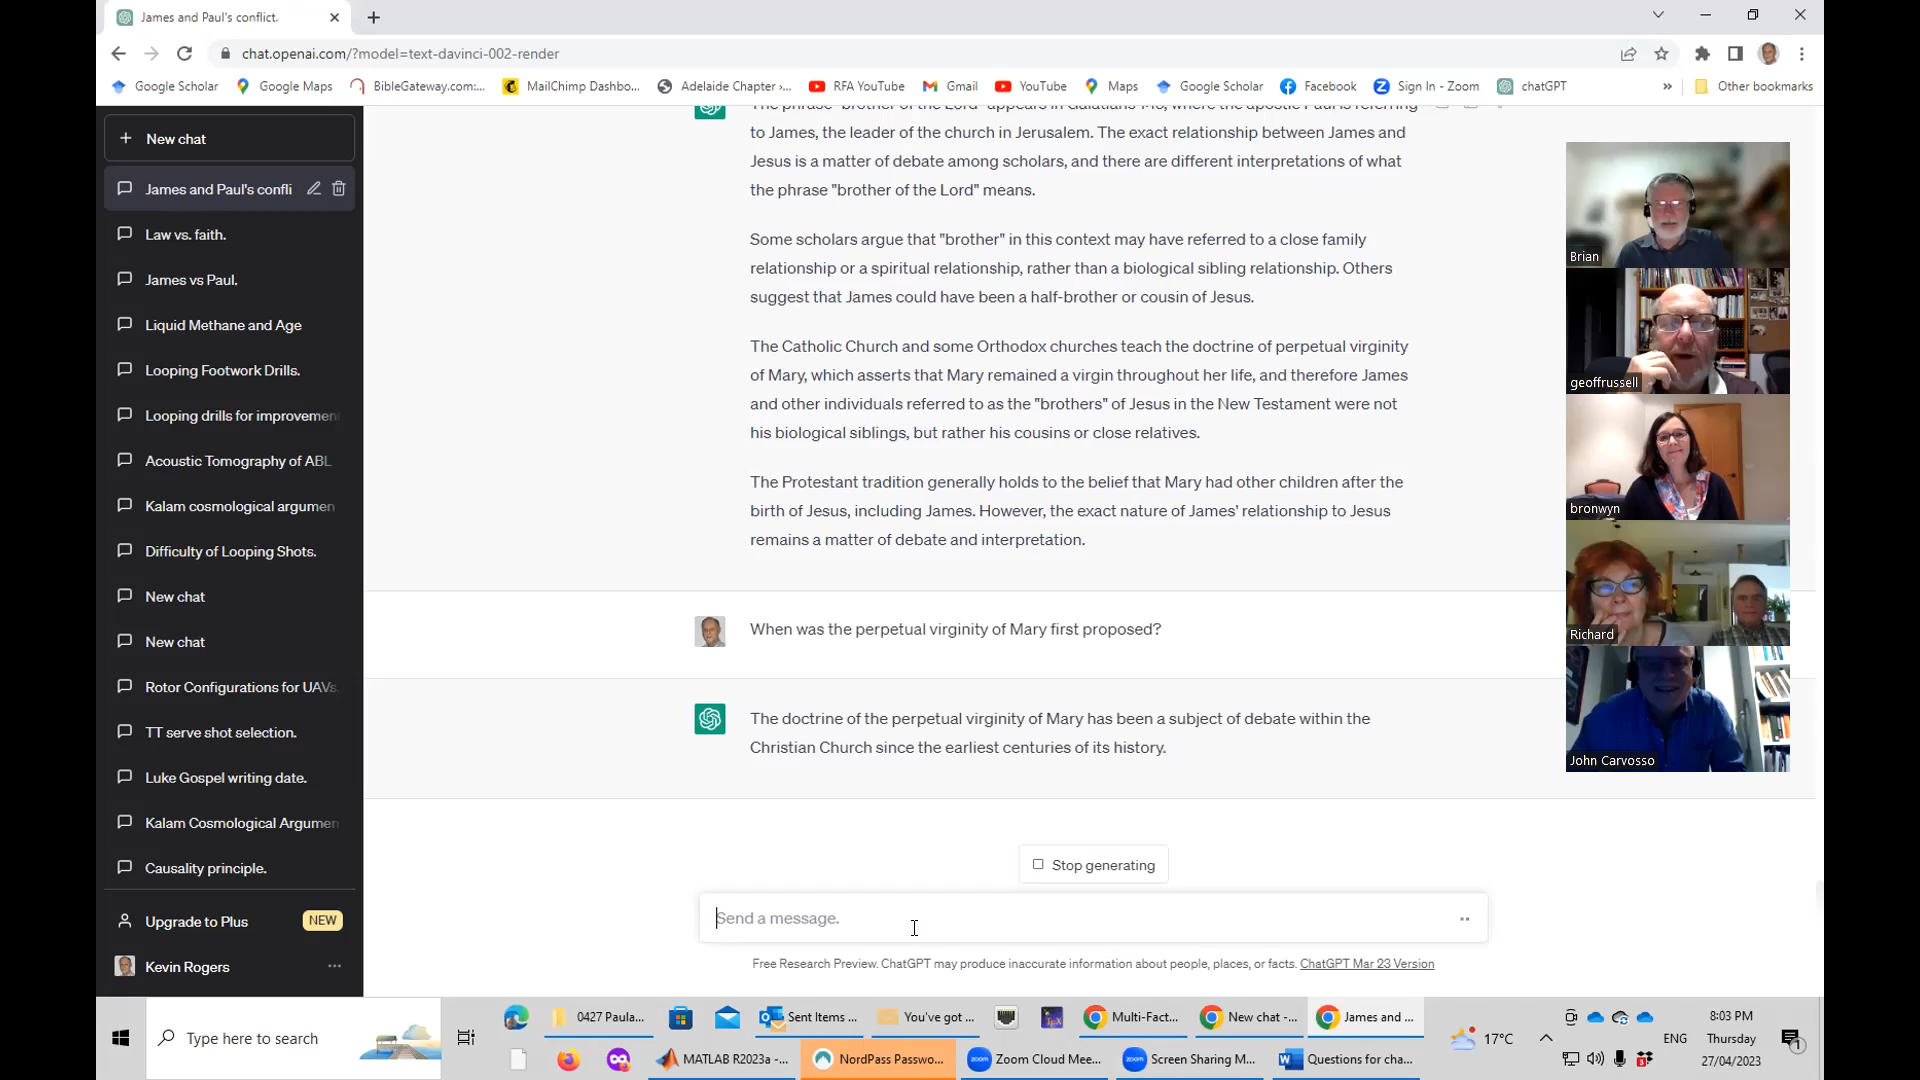 James and Paul's conflict.
chat.openai.com/?model=text-davinci-002-render
Google Scholar
Google Maps
BibleGateway.com:...
MailChimp Dashbo...
Adelaide Chapter ›...
RFA YouTube
Gmail
YouTube
Maps
Google Scholar
Facebook
Sign In - Zoom
chatGPT
»
Other bookmarks
New chat
James and Paul's confli
Law vs. faith.
James vs Paul.
Liquid Methane and Age
Looping Footwork Drills.
Looping drills for improvemen
Acoustic Tomography of ABL
Kalam cosmological argumen
Difficulty of Looping Shots.
New chat
New chat
Rotor Configurations for UAVs.
TT serve shot selection.
Luke Gospel writing date.
Kalam Cosmological Argumen
Causality principle.
Upgrade to Plus
NEW
Kevin Rogers
to James, the leader of the church in Jerusalem. The exact relationship between James and
Jesus is a matter of debate among scholars, and there are different interpretations of what
the phrase "brother of the Lord" means.
Some scholars argue that "brother" in this context may have referred to a close family
relationship or a spiritual relationship, rather than a biological sibling relationship. Others
suggest that James could have been a half-brother or cousin of Jesus.
The Catholic Church and some Orthodox churches teach the doctrine of perpetual virginity
of Mary, which asserts that Mary remained a virgin throughout her life, and therefore James
and other individuals referred to as the "brothers" of Jesus in the New Testament were not
his biological siblings, but rather his cousins or close relatives.
The Protestant tradition generally holds to the belief that Mary had other children after the
birth of Jesus, including James. However, the exact nature of James' relationship to Jesus
remains a matter of debate and interpretation.
When was the perpetual virginity of Mary first proposed?
The doctrine of the perpetual virginity of Mary has been a subject of debate within the
Christian Church since the earliest centuries of its history.
Stop generating
Send a message.
Free Research Preview. ChatGPT may produce inaccurate information about people, places, or facts. ChatGPT Mar 23 Version
Brian
geoffrussell
bronwyn
Richard
John Carvosso
Type here to search
0427 Paula...
Sent Items ...
You've got ...
Multi-Fact...
New chat -...
James and ...
MATLAB R2023a -...
NordPass Passwo...
Zoom Cloud Mee...
Screen Sharing M...
Questions for cha...
17°C
ENG
8:03 PM
Thursday
27/04/2023
1